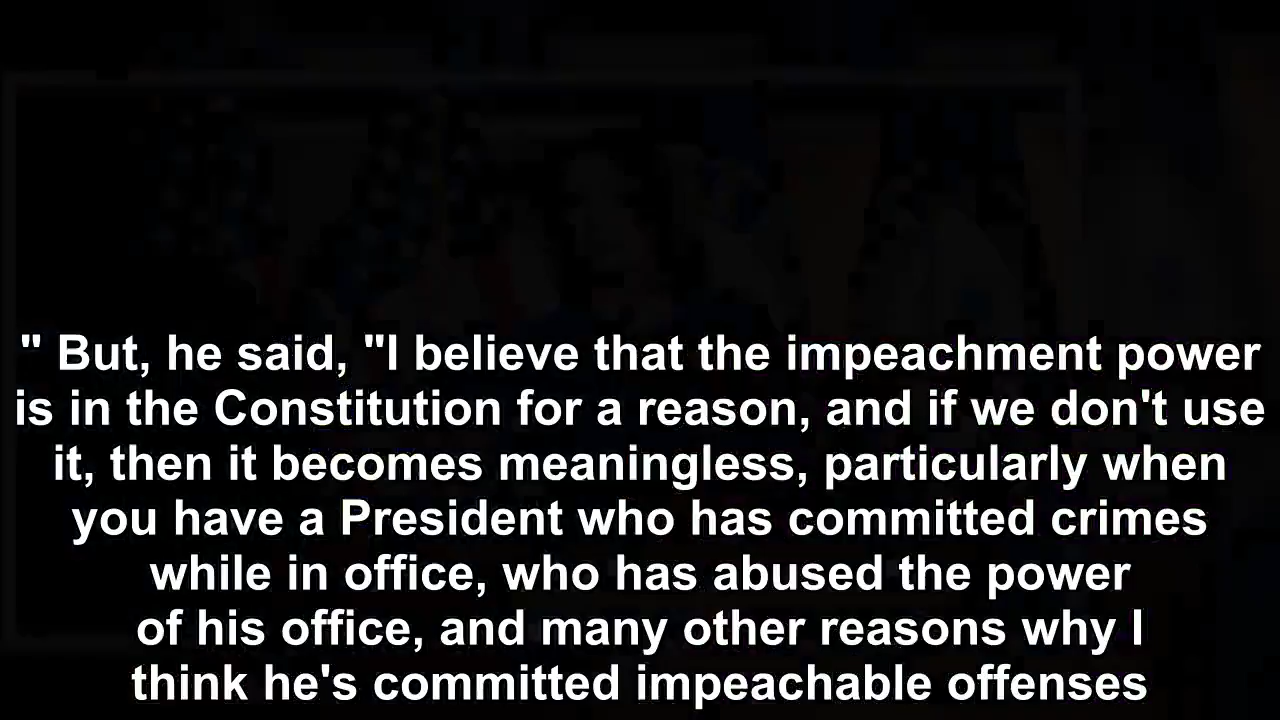 " But, he said, "I believe that the impeachment power
is in the Constitution for a reason, and if we don't use
it, then it becomes meaningless, particularly when
you have a President who has committed crimes
while in office, who has abused the power
of his office, and many other reasons why I
think he's committed impeachable offenses